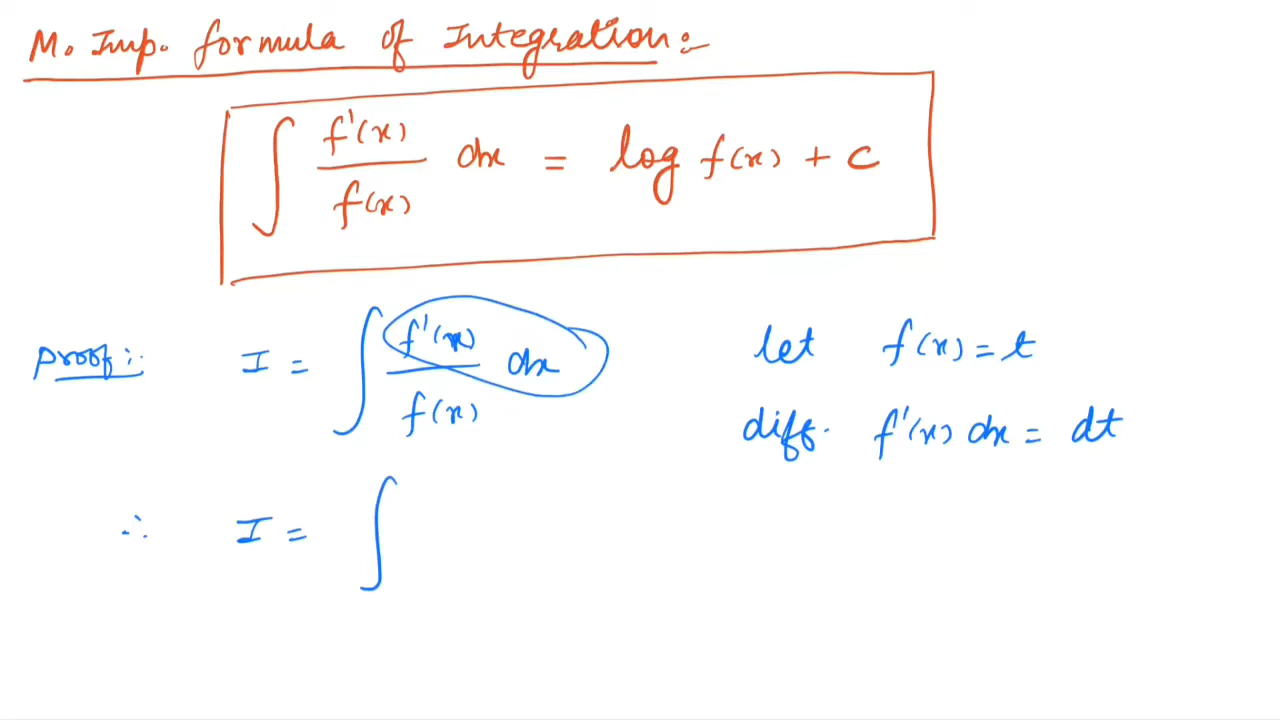 M. Imp. formula of Integration:-
∫ f'(x)/f(x) dx = log f(x) + c
Proof:- I = ∫ f'(x)/f(x) dx let f(x) = t
diff. f'(x) dx = dt
∴ I = ∫